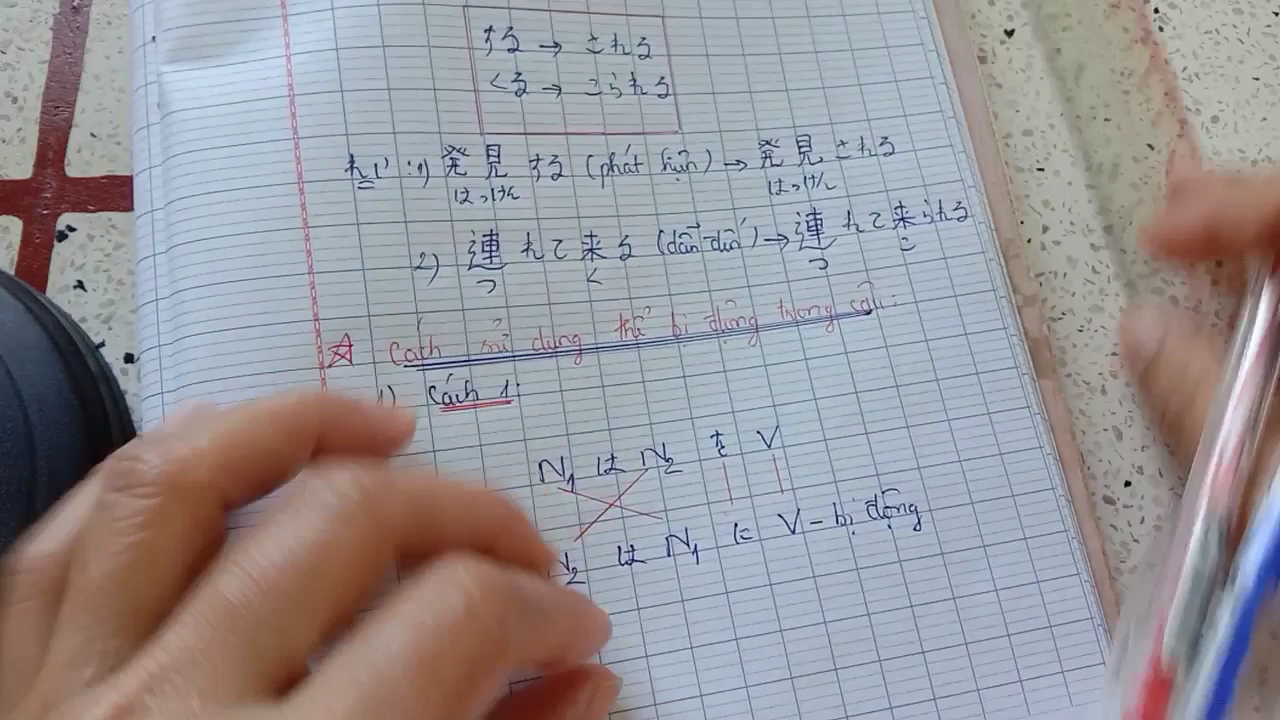 する → される
くる → こられる
1) 発見 する (phát hiện) → 発見 される
はっけん はっけん
2) 連 れて 来 る (dẫn đến) → 連 れて 来 られる
つ く つ こ
Cách sử dụng thể bị động trong câu.
1) Cách 1:
N1 は N2 を V
N2 は N1 に V - bị động